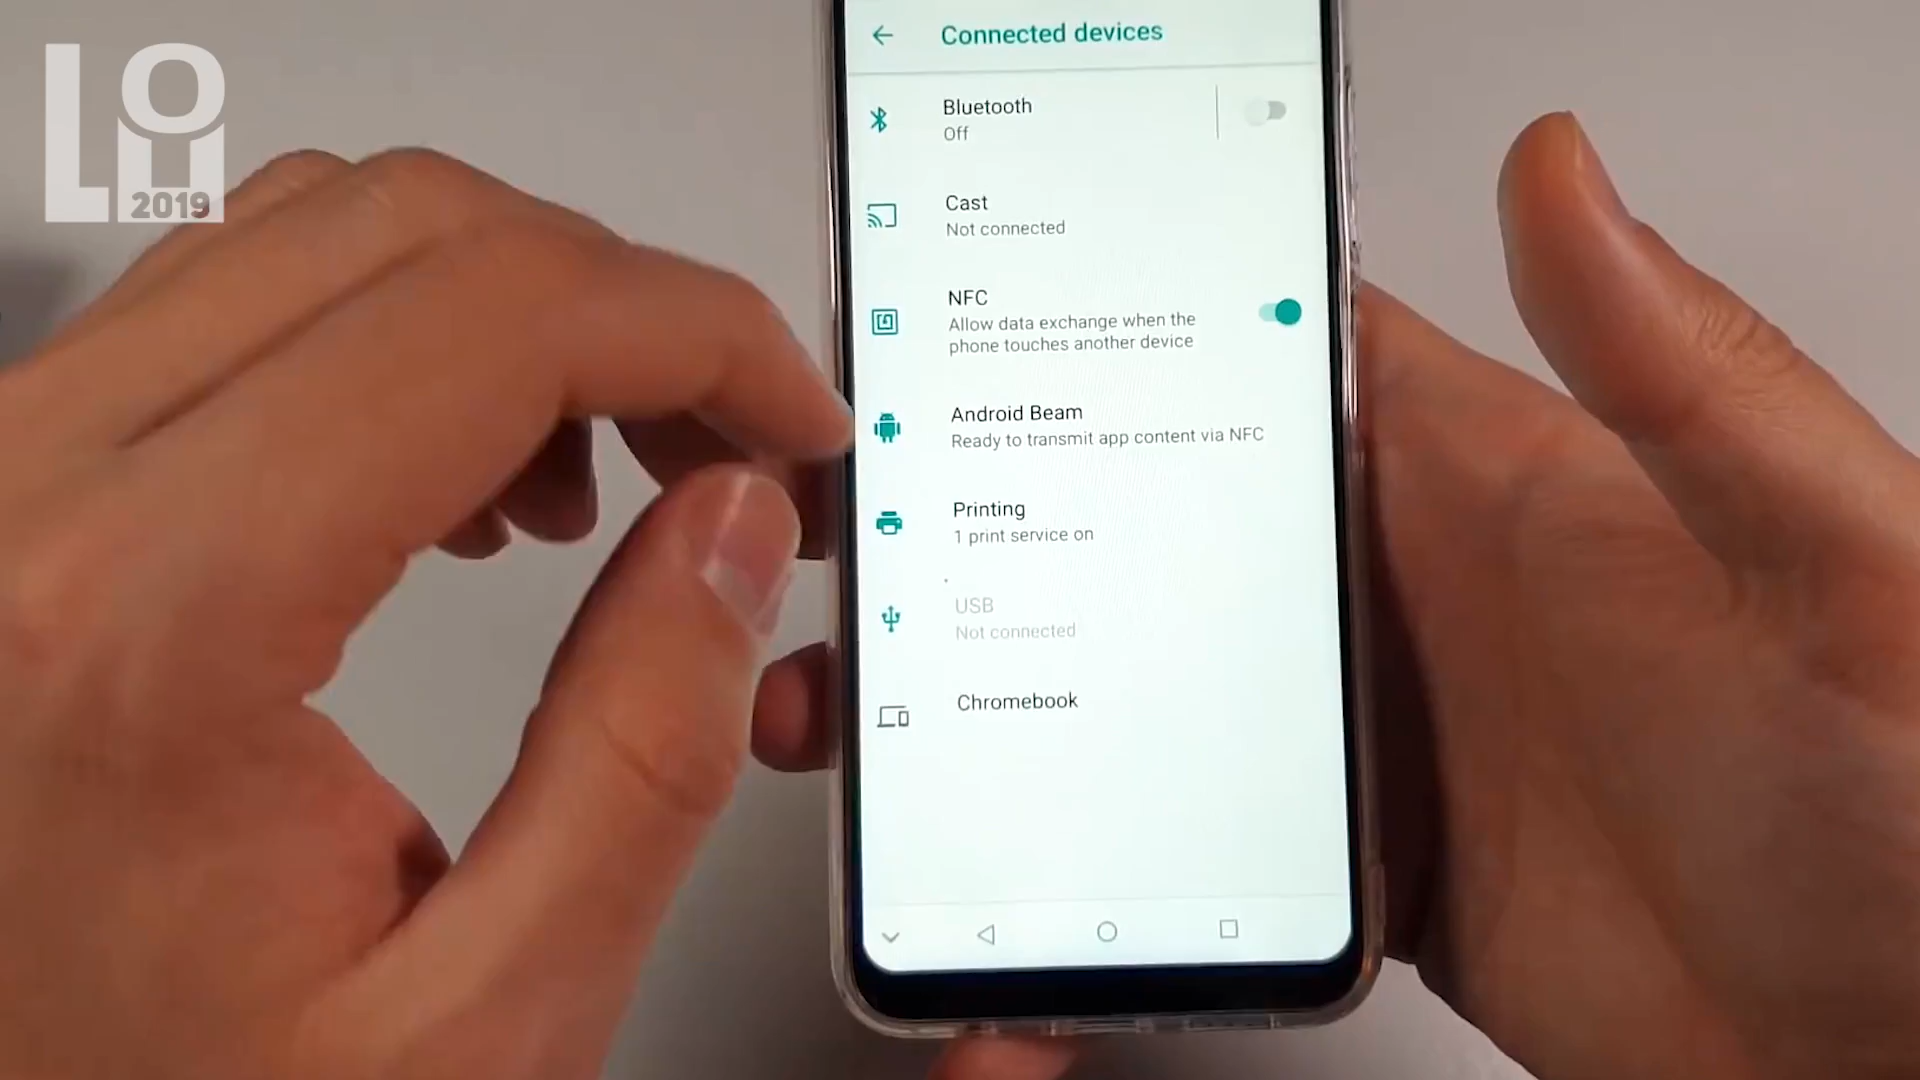 LOH
2019
Connected devices
Bluetooth
Off
Cast
Not connected
NFC
Allow data exchange when the
phone touches another device
Android Beam
Ready to transmit app content via NFC
Printing
1 print service on
USB
Not connected
Chromebook